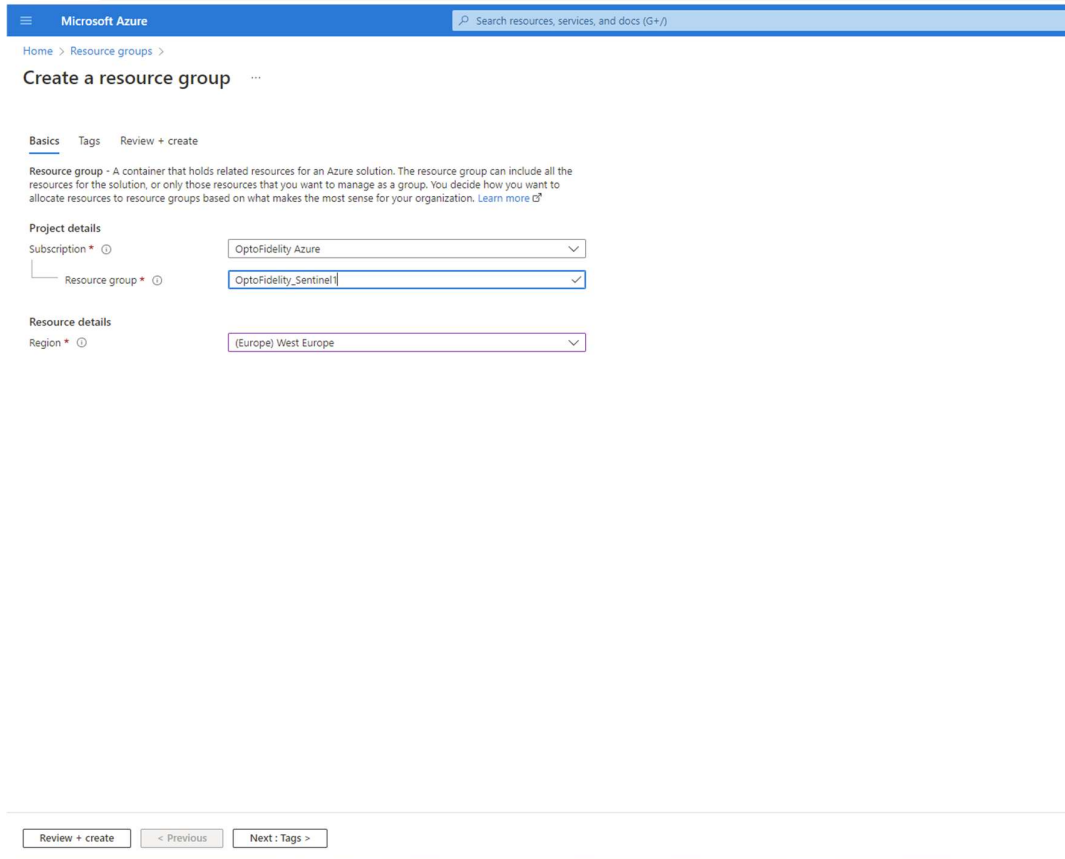 Microsoft Azure
Search resources, services, and docs (G+/)
Home > Resource groups >
Create a resource group ...
Basics Tags Review + create
Resource group - A container that holds related resources for an Azure solution. The resource group can include all the
resources for the solution, or only those resources that you want to manage as a group. You decide how you want to
allocate resources to resource groups based on what makes the most sense for your organization. Learn more
Project details
Subscription * OptoFidelity Azure
Resource group * OptoFidelity_Sentinel1
Resource details
Region * (Europe) West Europe
Review + create < Previous Next : Tags >